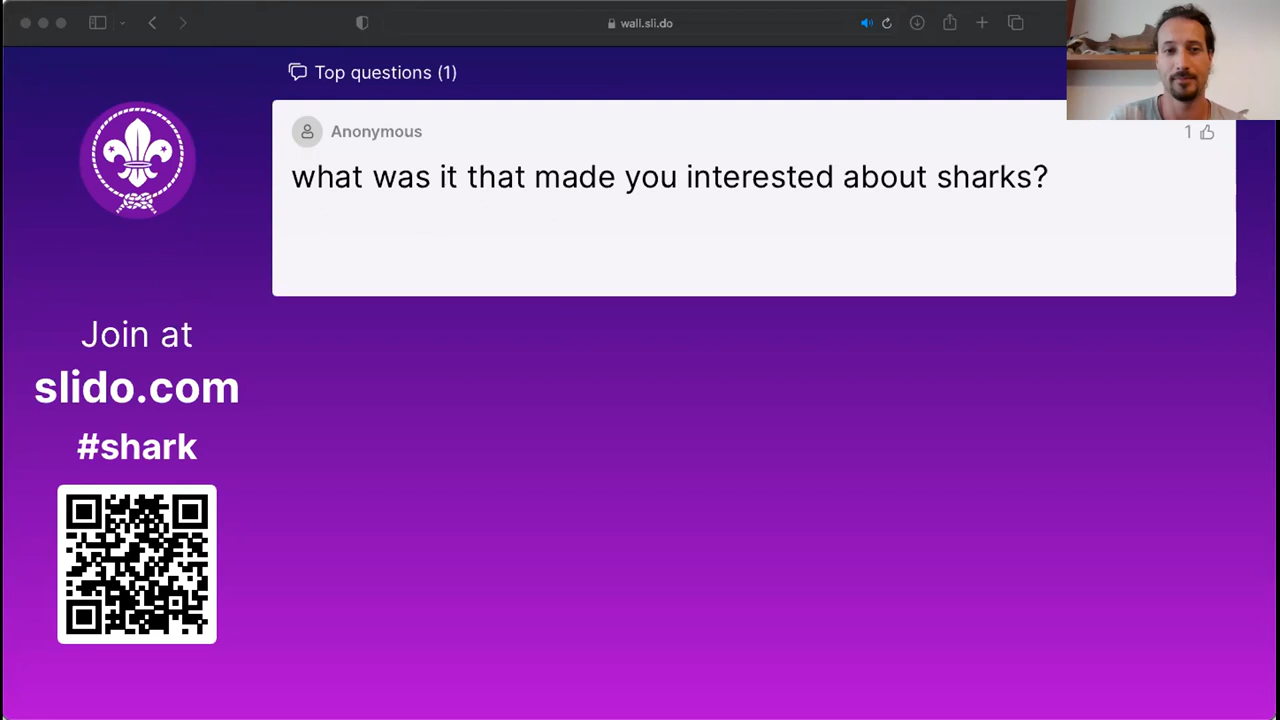 wall.sli.do
Top questions (1)
Anonymous
1
what was it that made you interested about sharks?
Join at
slido.com
#shark